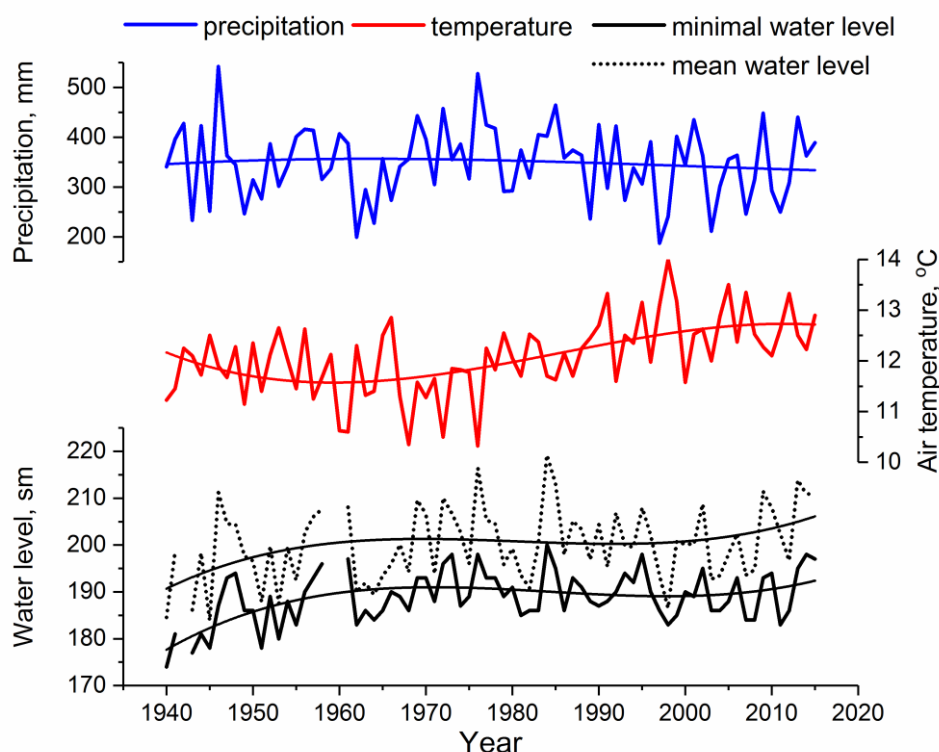 precipitation temperature minimal water level
mean water level
Precipitation, mm
500
400
300
200
Air temperature, °C
14
13
12
11
10
Water level, sm
220
210
200
190
180
170
1940 1950 1960 1970 1980 1990 2000 2010 2020
Year